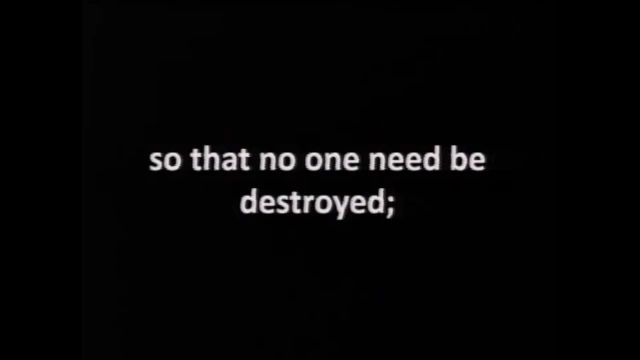 so that no one need be
destroyed;